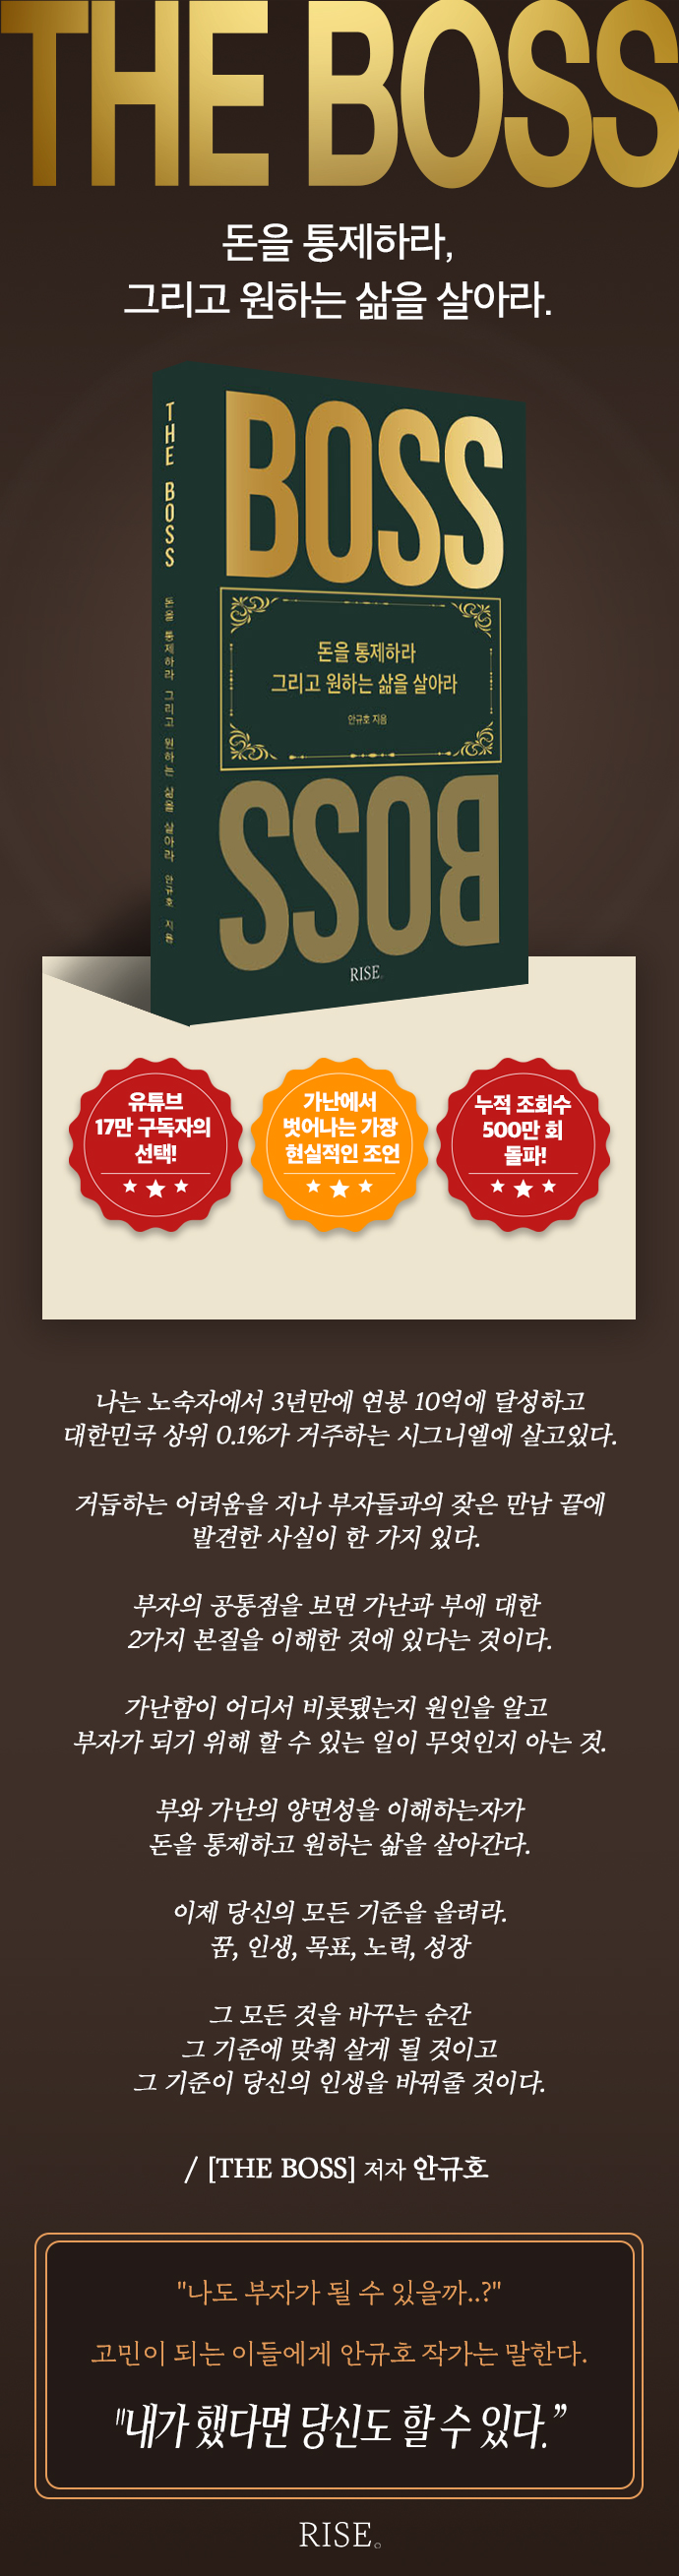 THE BOSS
돈을 통제하라,
그리고 원하는 삶을 살아라.
THE BOSS 돈을 통제하라 그리고 원하는 삶을 살아라 안규호 지음
BOSS
돈을 통제하라
그리고 원하는 삶을 살아라
안규호 지음
BOSS
RISE.
유튜브
17만 구독자의
선택!
가난에서
벗어나는 가장
현실적인 조언
누적 조회수
500만 회
돌파!
나는 노숙자에서 3년만에 연봉 10억에 달성하고
대한민국 상위 0.1%가 거주하는 시그니엘에 살고있다.
거듭하는 어려움을 지나 부자들과의 잦은 만남 끝에
발견한 사실이 한 가지 있다.
부자의 공통점을 보면 가난과 부에 대한
2가지 본질을 이해한 것에 있다는 것이다.
가난함이 어디서 비롯됐는지 원인을 알고
부자가 되기 위해 할 수 있는 일이 무엇인지 아는 것.
부와 가난의 양면성을 이해하는자가
돈을 통제하고 원하는 삶을 살아간다.
이제 당신의 모든 기준을 올려라.
꿈, 인생, 목표, 노력, 성장
그 모든 것을 바꾸는 순간
그 기준에 맞춰 살게 될 것이고
그 기준이 당신의 인생을 바꿔줄 것이다.
/ [THE BOSS] 저자 안규호
"나도 부자가 될 수 있을까..?"
고민이 되는 이들에게 안규호 작가는 말한다.
"내가 했다면 당신도 할 수 있다.”
RISE.